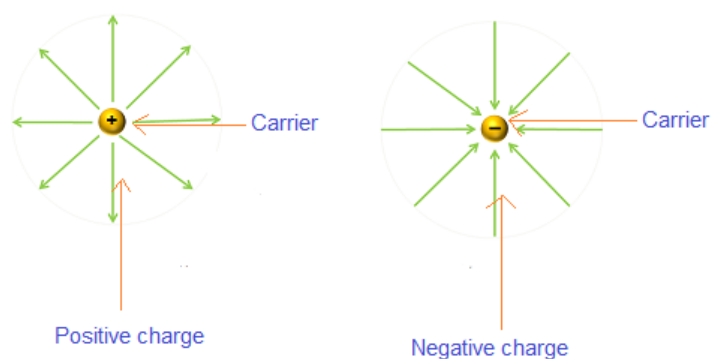 +
Carrier
Positive charge
−
Carrier
Negative charge